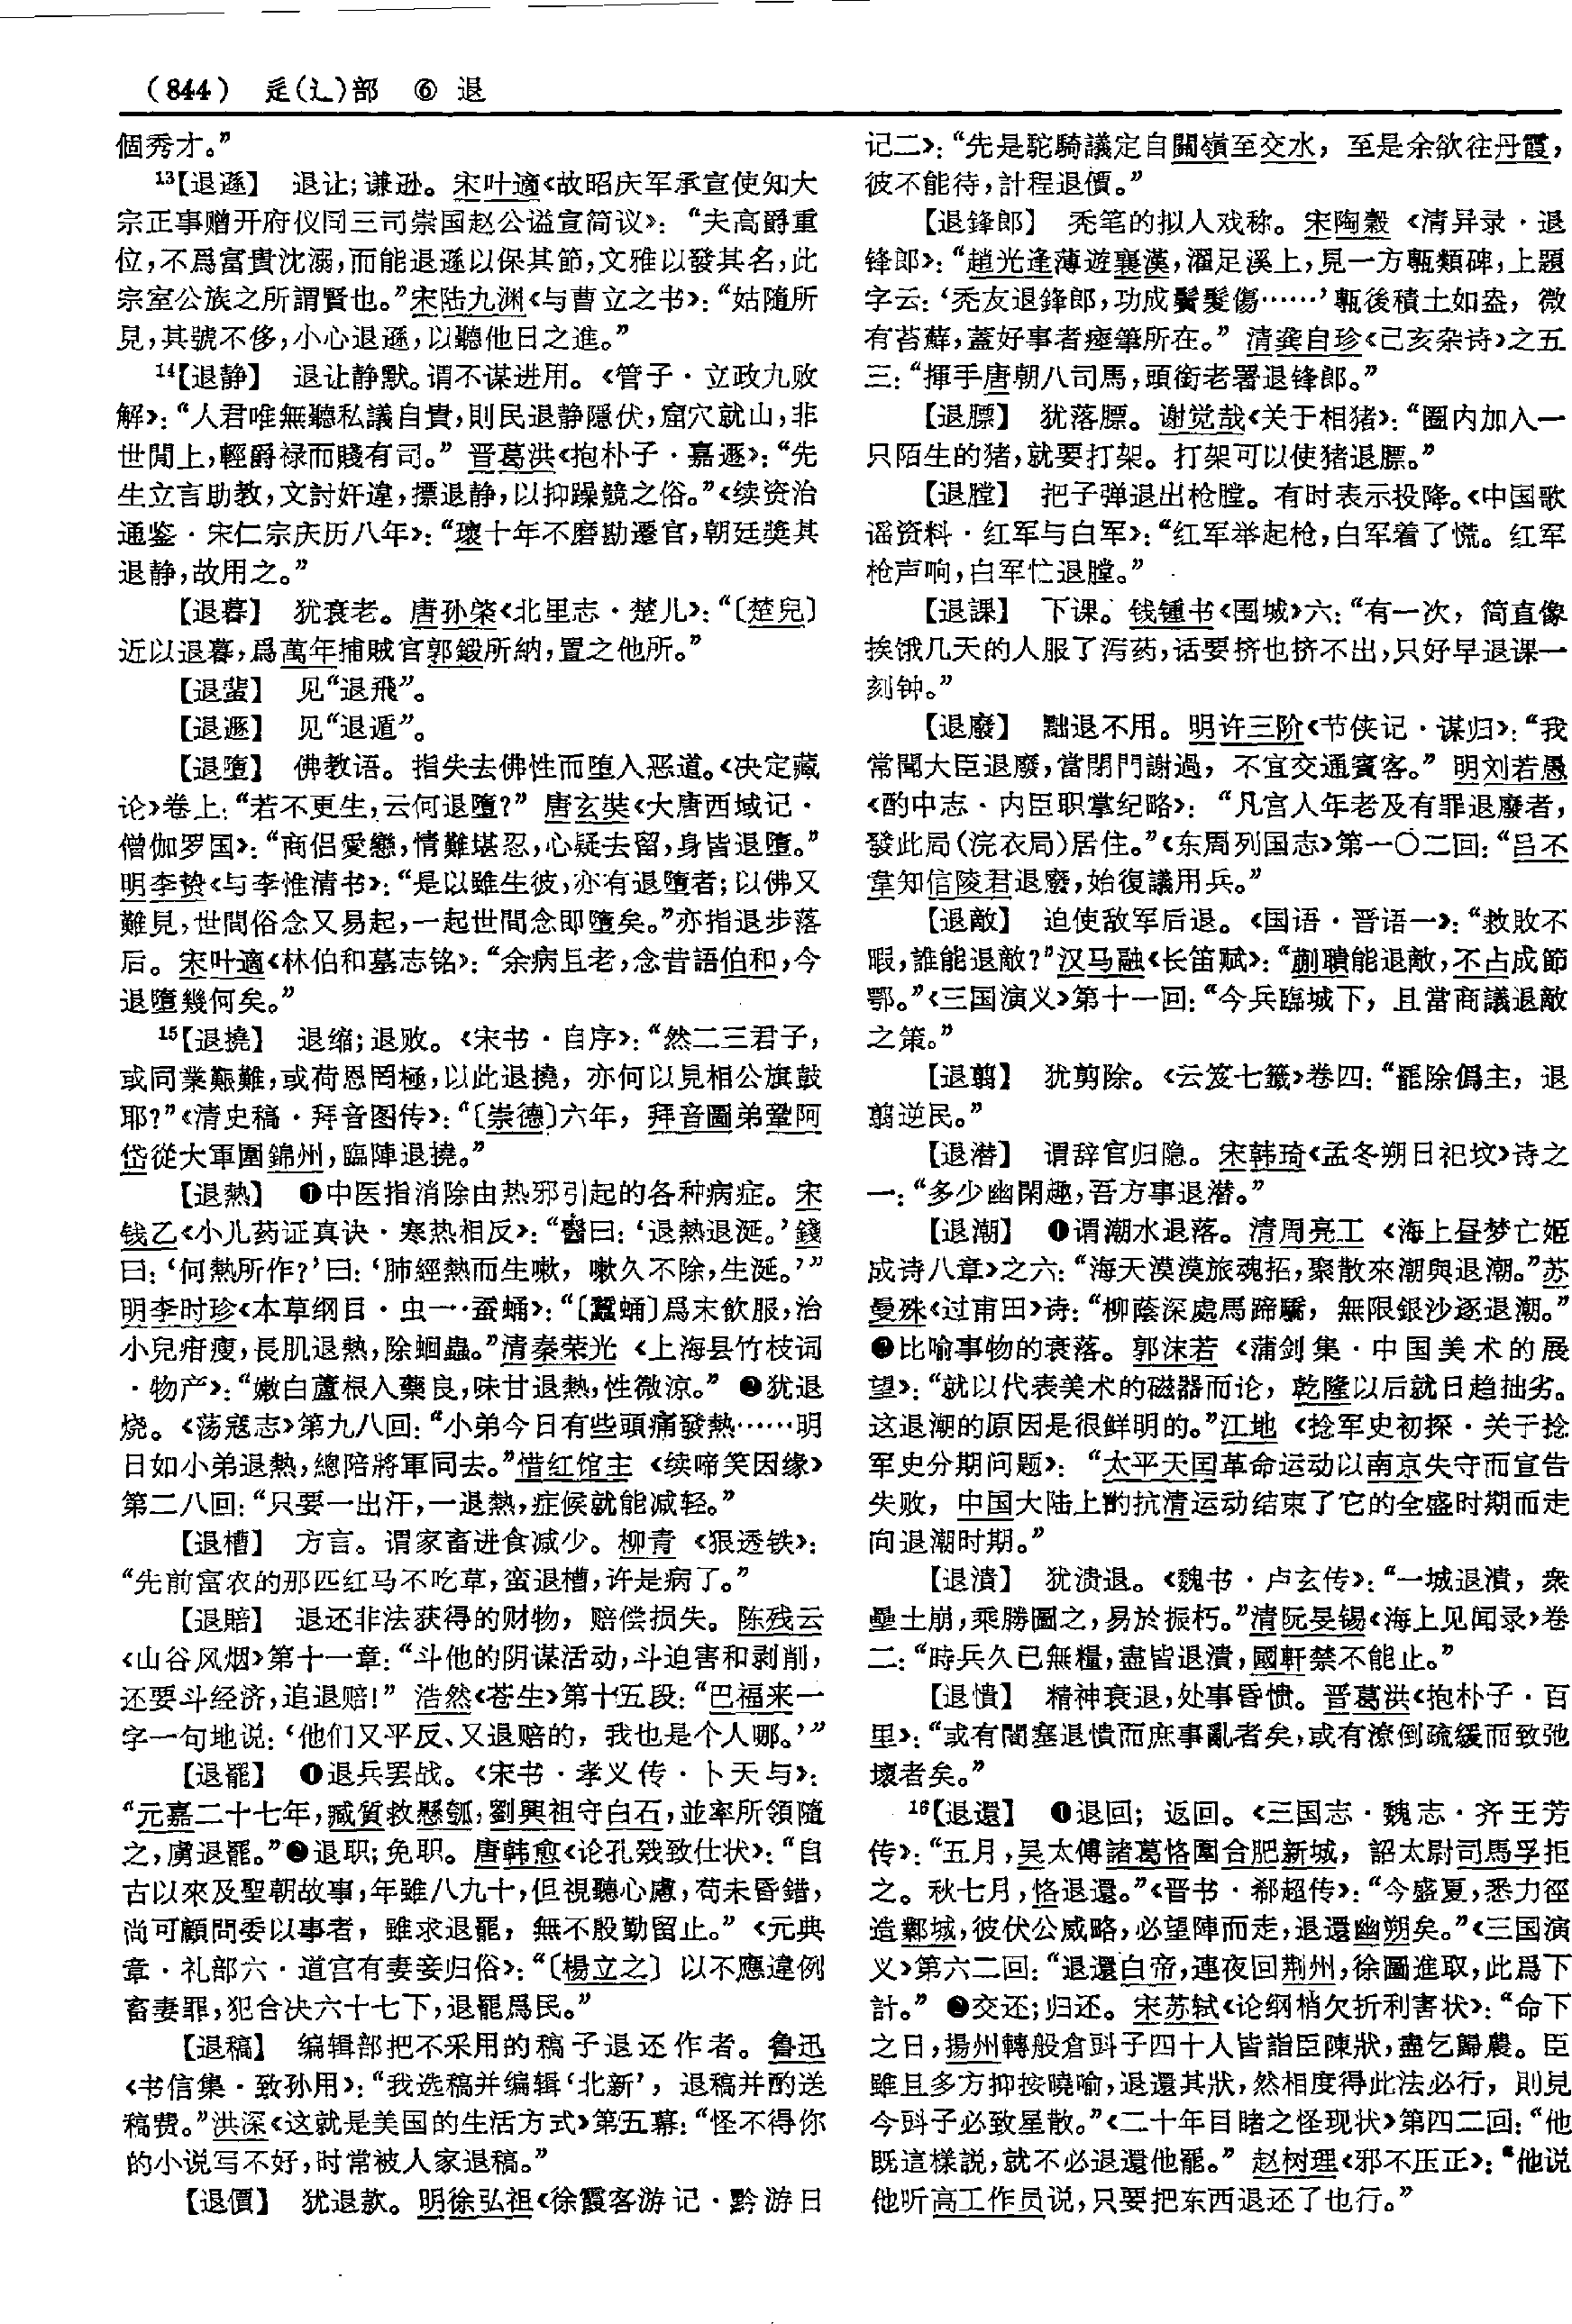 (844) 辵(辶)部 ⑥ 退
個秀才。”
13【退遜】 退让;谦逊。宋叶適《故昭庆军承宣使知大
宗正事赠开府仪同三司崇国赵公谥宣简议》:“夫高爵重
位,不爲富貴沈溺,而能退遜以保其節,文雅以發其名,此
宗室公族之所謂賢也。”宋陆九渊《与曹立之书》:“姑隨所
見,其號不侈,小心退遜,以聽他日之進。”
14【退静】 退让静默。谓不谋进用。《管子·立政九败
解》:“人君唯無聽私議自貴,則民退静隱伏,窟穴就山,非
世閒上,輕爵禄而賤有司。” 晋葛洪《抱朴子·嘉遯》:“先
生立言助教,文討奸違,摽退静,以抑躁競之俗。”《续资治
通鉴·宋仁宗庆历八年》:“瓌十年不磨勘遷官,朝廷奬其
退静,故用之。”
【退暮】 犹衰老。唐孙棨《北里志·楚儿》:“〔楚兒〕
近以退暮,爲萬年捕賊官郭鍛所納,置之他所。”
【退蜚】 见“退飛”。
【退遯】 见“退遁”。
【退墮】 佛教语。指失去佛性而堕入恶道。《决定藏
论》卷上:“若不更生,云何退墮?” 唐玄奘《大唐西域记·
僧伽罗国》:“商侣愛戀,情難堪忍,心疑去留,身皆退墮。”
明李贽《与李惟清书》:“是以雖生彼,亦有退墮者;以佛又
難見,世間俗念又易起,一起世間念即墮矣。”亦指退步落
后。宋叶適《林伯和墓志铭》:“余病且老,念昔語伯和,今
退墮幾何矣。”
15【退撓】 退缩;退败。《宋书·自序》:“然二三君子,
或同業艱難,或荷恩罔極,以此退撓,亦何以見相公旗鼓
耶?”《清史稿·拜音图传》:“〔崇德〕六年,拜音圖弟鞏阿
岱從大軍圍錦州,臨陣退撓。”
【退熱】 ❶中医指消除由热邪引起的各种病症。宋
钱乙《小儿药证真诀·寒热相反》:“醫曰:‘退熱退涎。’錢
曰:‘何熱所作?’曰:‘肺經熱而生嗽,嗽久不除,生涎。’”
明李时珍《本草纲目·虫一·蚕蛹》:“〔蠶蛹〕爲末飲服,治
小兒疳瘦,長肌退熱,除蛔蟲。”清秦荣光《上海县竹枝词
·物产》:“嫩白蘆根入藥良,味甘退熱,性微凉。” ❷犹退
烧。《荡寇志》第九八回:“小弟今日有些頭痛發熱……明
日如小弟退熱,總陪將軍同去。”惜红馆主《续啼笑因缘》
第二八回:“只要一出汗,一退熱,症候就能减轻。”
【退槽】 方言。谓家畜进食减少。柳青《狠透铁》:
“先前富农的那匹红马不吃草,蛮退槽,许是病了。”
【退賠】 退还非法获得的财物,赔偿损失。陈残云
《山谷风烟》第十一章:“斗他的阴谋活动,斗迫害和剥削,
还要斗经济,追退赔!” 浩然《苍生》第十五段:“巴福来一
字一句地说:‘他们又平反、又退赔的,我也是个人哪。’”
【退罷】 ❶退兵罢战。《宋书·孝义传·卜天与》:
“元嘉二十七年,臧質救懸瓠,劉興祖守白石,並率所領隨
之,虜退罷。”❷退职;免职。唐韩愈《论孔戣致仕状》:“自
古以來及聖朝故事,年雖八九十,但視聽心慮,苟未昏錯,
尚可顧問委以事者,雖求退罷,無不殷勤留止。” 《元典
章·礼部六·道官有妻妾归俗》:“〔楊立之〕以不應違例
畜妻罪,犯合决六十七下,退罷爲民。”
【退稿】 编辑部把不采用的稿子退还作者。鲁迅
《书信集·致孙用》:“我选稿并编辑‘北新’,退稿并酌送
稿费。”洪深《这就是美国的生活方式》第五幕:“怪不得你
的小说写不好,时常被人家退稿。”
【退價】 犹退款。明徐弘祖《徐霞客游记·黔游日
记二》:“先是駝騎議定自關嶺至交水,至是余欲往丹霞,
彼不能待,計程退價。”
【退鋒郎】 秃笔的拟人戏称。宋陶穀《清异录·退
锋郎》:“趙光逢薄遊襄漢,濯足溪上,見一方甎類碑,上題
字云:‘秃友退鋒郎,功成鬢髮傷……’甎後積土如盎,微
有苔蘚,蓋好事者瘞筆所在。” 清龚自珍《己亥杂诗》之五
三:“揮手唐朝八司馬,頭銜老署退锋郎。”
【退膘】 犹落膘。谢觉哉《关于相猪》:“圈内加入一
只陌生的猪,就要打架。打架可以使猪退膘。”
【退膛】 把子弹退出枪膛。有时表示投降。《中国歌
谣资料·红军与白军》:“红军举起枪,白军着了慌。红军
枪声响,白军忙退膛。”
【退課】 下课。钱锺书《围城》六:“有一次,简直像
挨饿几天的人服了泻药,话要挤也挤不出,只好早退课一
刻钟。”
【退廢】 黜退不用。明许三阶《节侠记·谋归》:“我
常聞大臣退廢,當閉門謝過,不宜交通賓客。” 明刘若愚
《酌中志·内臣职掌纪略》:“凡宫人年老及有罪退廢者,
發此局(浣衣局)居住。”《东周列国志》第一〇二回:“吕不
韋知信陵君退廢,始復議用兵。”
【退敵】 迫使敌军后退。《国语·晋语一》:“救敗不
暇,誰能退敵?”汉马融《长笛赋》:“蒯聵能退敵,不占成節
鄂。”《三国演义》第十一回:“今兵臨城下,且當商議退敵
之策。”
【退翦】 犹剪除。《云笈七籤》卷四:“罷除僞主,退
翦逆民。”
【退潜】 谓辞官归隐。宋韩琦《孟冬朔日祀坟》诗之
一:“多少幽閑趣,吾方事退潜。”
【退潮】 ❶谓潮水退落。清周亮工《海上昼梦亡姬
成诗八章》之六:“海天漠漠旅魂招,聚散來潮與退潮。”苏
曼殊《过莆田》诗:“柳蔭深處馬蹄驕,無限銀沙逐退潮。”
❷比喻事物的衰落。郭沫若《蒲剑集·中国美术的展
望》:“就以代表美术的磁器而论,乾隆以后就日趋拙劣。
这退潮的原因是很鲜明的。”江地《捻军史初探·关于捻
军史分期问题》:“太平天国革命运动以南京失守而宣告
失败,中国大陆上的抗清运动结束了它的全盛时期而走
向退潮时期。”
【退潰】 犹溃退。《魏书·卢玄传》:“一城退潰,衆
壘土崩,乘勝圖之,易於振朽。”清阮旻锡《海上见闻录》卷
二:“時兵久已無糧,盡皆退潰,國軒禁不能止。”
【退憒】 精神衰退,处事昏愦。晋葛洪《抱朴子·百
里》:“或有闇塞退憒而庶事亂者矣,或有潦倒疏緩而致弛
壞者矣。”
16【退還】 ❶退回;返回。《三国志·魏志·齐王芳
传》:“五月,吴太傅諸葛恪圍合肥新城,詔太尉司馬孚拒
之。秋七月,恪退還。”《晋书·郗超传》:“今盛夏,悉力徑
造鄴城,彼伏公威略,必望陣而走,退還幽朔矣。”《三国演
义》第六二回:“退還白帝,連夜回荆州,徐圖進取,此爲下
計。” ❷交还;归还。宋苏轼《论纲梢欠折利害状》:“命下
之日,揚州轉般倉㪷子四十人皆詣臣陳狀,盡乞歸農。臣
雖且多方抑按曉喻,退還其狀,然相度得此法必行,則見
今㪷子必致星散。”《二十年目睹之怪现状》第四二回:“他
既這樣説,就不必退還他罷。” 赵树理《邪不压正》:“他说
他听高工作员说,只要把东西退还了也行。”